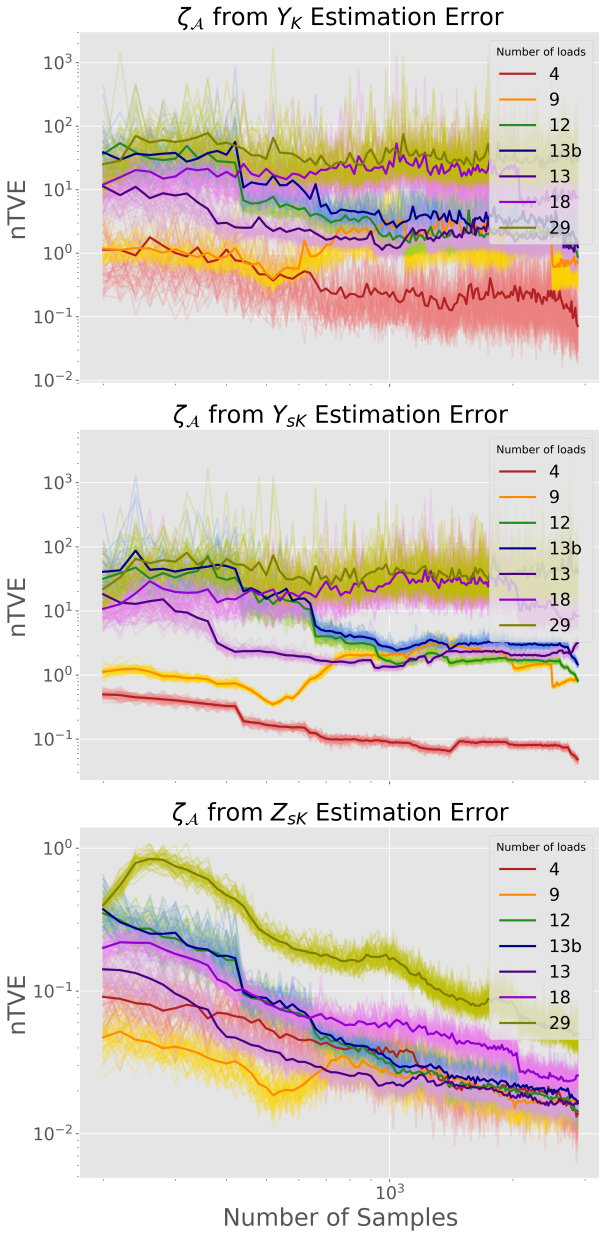 ζ𝒜 from Y_K Estimation Error
10³
10²
10¹
10⁰
10⁻¹
10⁻²
nTVE
Number of loads
4
9
12
13b
13
18
29
ζ𝒜 from Y_sK Estimation Error
10³
10²
10¹
10⁰
10⁻¹
nTVE
Number of loads
4
9
12
13b
13
18
29
ζ𝒜 from Z_sK Estimation Error
10⁰
10⁻¹
10⁻²
nTVE
Number of loads
4
9
12
13b
13
18
29
10³
Number of Samples